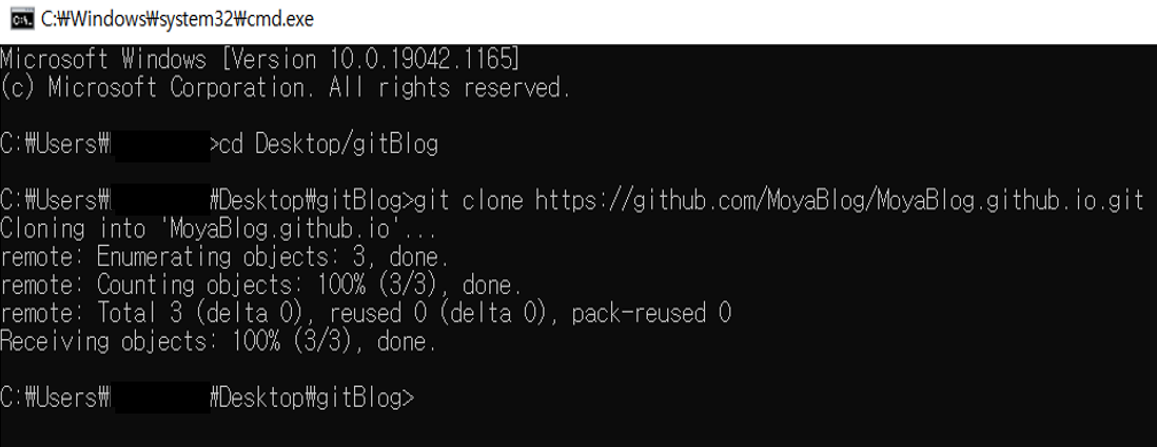 C:₩Windows₩system32₩cmd.exe
Microsoft Windows [Version 10.0.19042.1165]
(c) Microsoft Corporation. All rights reserved.
C:₩Users₩ >cd Desktop/gitBlog
C:₩Users₩ ₩Desktop₩gitBlog>git clone https://github.com/MoyaBlog/MoyaBlog.github.io.git
Cloning into 'MoyaBlog.github.io'...
remote: Enumerating objects: 3, done.
remote: Counting objects: 100% (3/3), done.
remote: Total 3 (delta 0), reused 0 (delta 0), pack-reused 0
Receiving objects: 100% (3/3), done.
C:₩Users₩ ₩Desktop₩gitBlog>